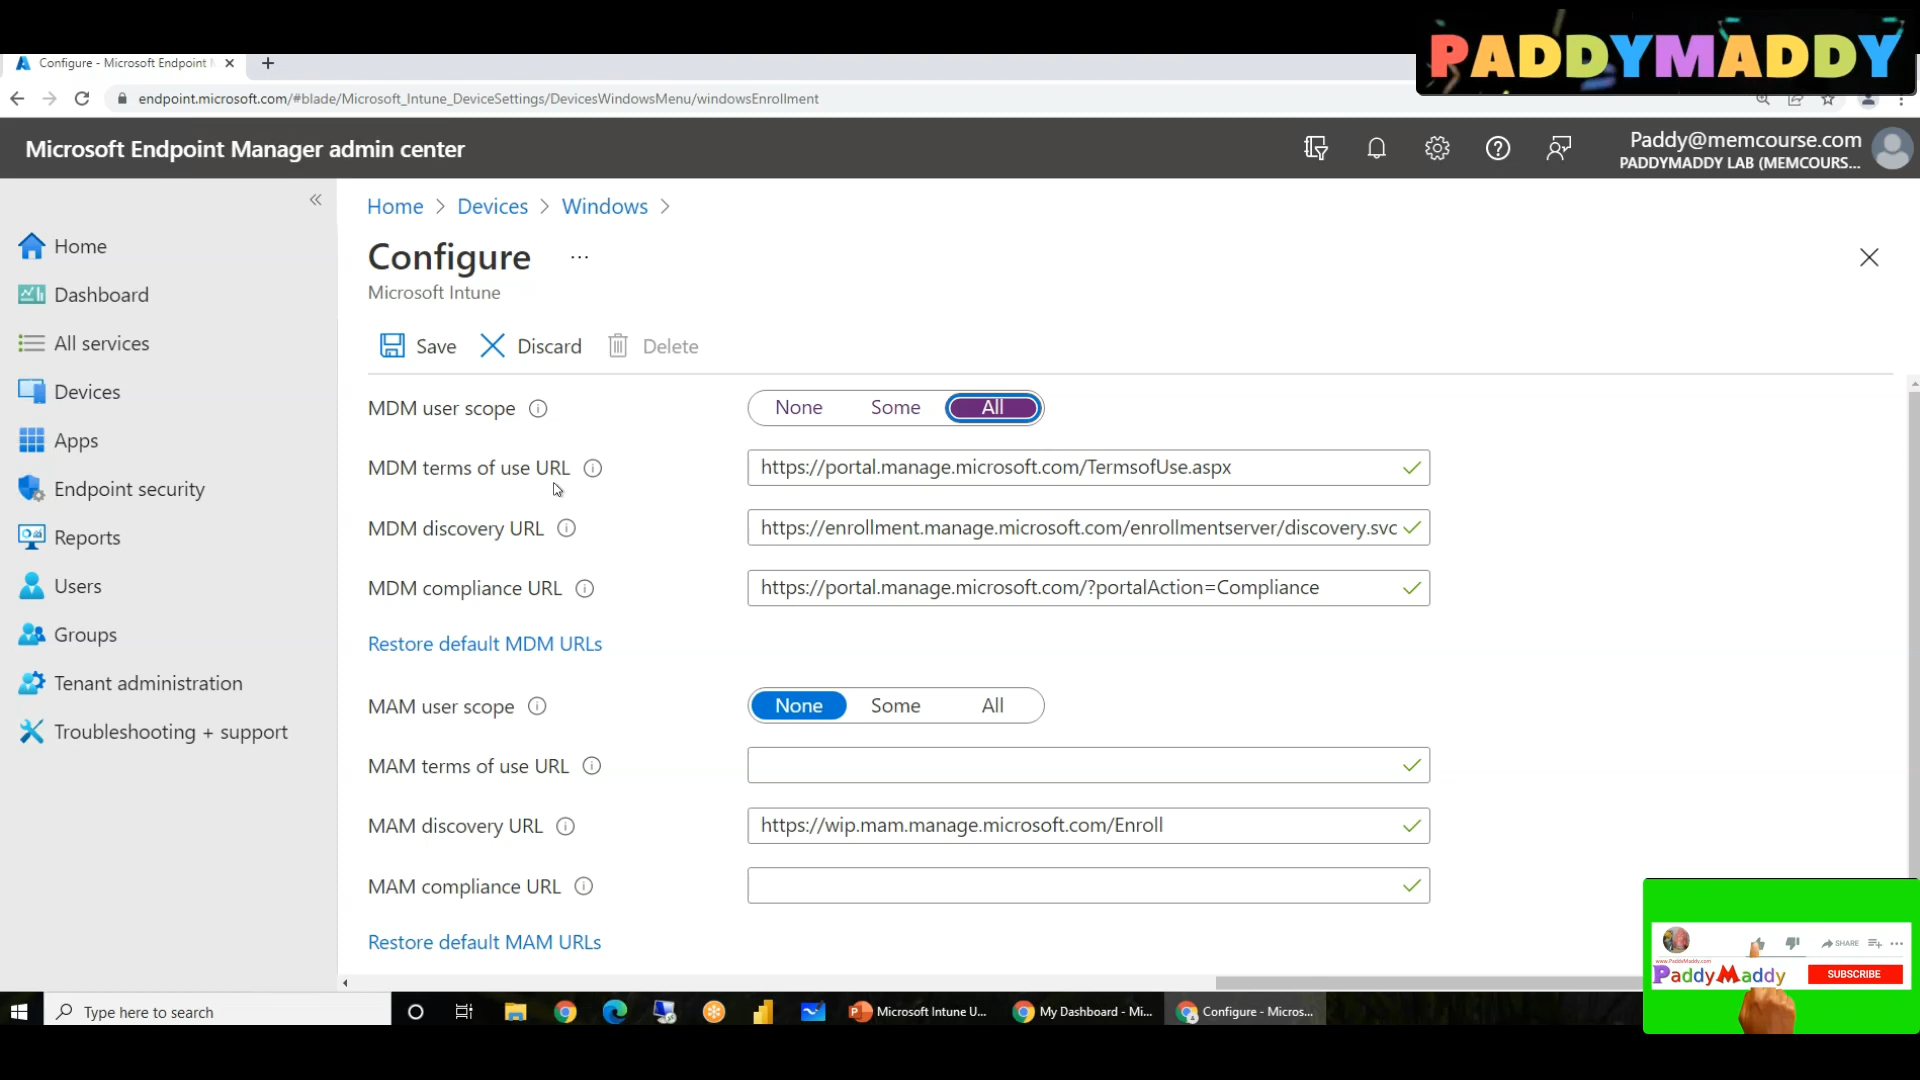 PADDYMADDY
Configure - Microsoft Endpoint M
endpoint.microsoft.com/#blade/Microsoft_Intune_DeviceSettings/DevicesWindowsMenu/windowsEnrollment
Microsoft Endpoint Manager admin center
Paddy@memcourse.com
PADDYMADDY LAB (MEMCOURS...
Home
Dashboard
All services
Devices
Apps
Endpoint security
Reports
Users
Groups
Tenant administration
Troubleshooting + support
Home > Devices > Windows >
Configure ...
Microsoft Intune
Save Discard Delete
MDM user scope None Some All
MDM terms of use URL https://portal.manage.microsoft.com/TermsofUse.aspx
MDM discovery URL https://enrollment.manage.microsoft.com/enrollmentserver/discovery.svc
MDM compliance URL https://portal.manage.microsoft.com/?portalAction=Compliance
Restore default MDM URLs
MAM user scope None Some All
MAM terms of use URL
MAM discovery URL https://wip.mam.manage.microsoft.com/Enroll
MAM compliance URL
Restore default MAM URLs
SHARE
www.PaddyMaddy.com
PaddyMaddy SUBSCRIBE
Type here to search Microsoft Intune U... My Dashboard - Mi... Configure - Micros...